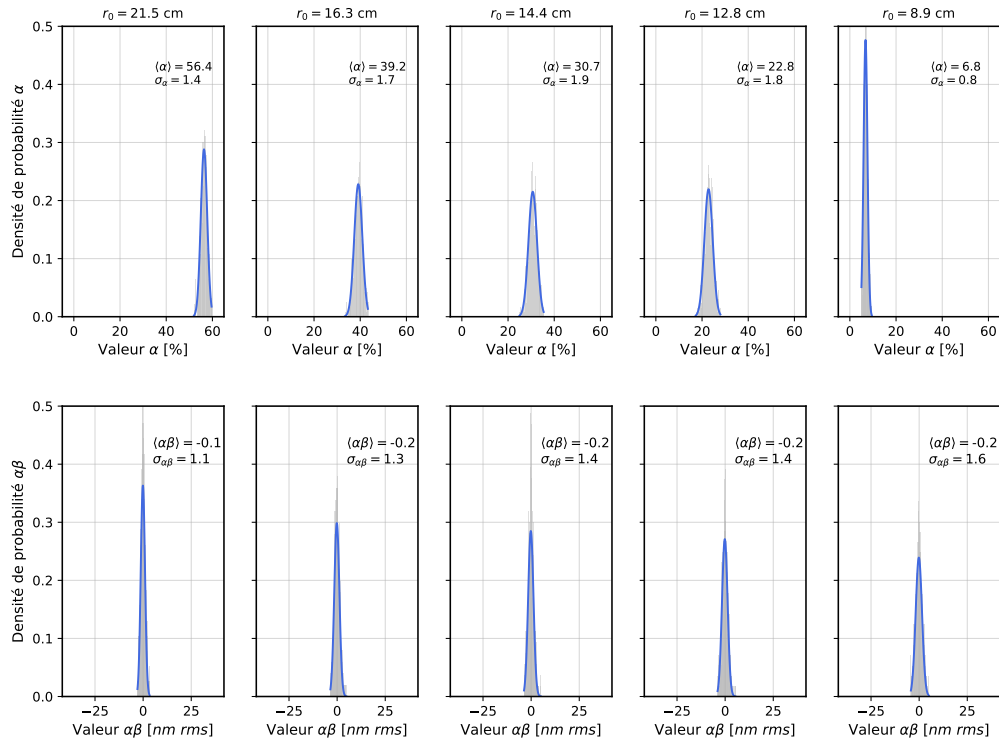 r₀ = 21.5 cm
r₀ = 16.3 cm
r₀ = 14.4 cm
r₀ = 12.8 cm
r₀ = 8.9 cm
Densité de probabilité α
0.5
0.4
0.3
0.2
0.1
0.0
⟨α⟩ = 56.4
σα = 1.4
⟨α⟩ = 39.2
σα = 1.7
⟨α⟩ = 30.7
σα = 1.9
⟨α⟩ = 22.8
σα = 1.8
⟨α⟩ = 6.8
σα = 0.8
0 20 40 60
0 20 40 60
0 20 40 60
0 20 40 60
0 20 40 60
Valeur α [%]
Valeur α [%]
Valeur α [%]
Valeur α [%]
Valeur α [%]
Densité de probabilité αβ
0.5
0.4
0.3
0.2
0.1
0.0
⟨αβ⟩ = -0.1
σαβ = 1.1
⟨αβ⟩ = -0.2
σαβ = 1.3
⟨αβ⟩ = -0.2
σαβ = 1.4
⟨αβ⟩ = -0.2
σαβ = 1.4
⟨αβ⟩ = -0.2
σαβ = 1.6
−25 0 25
−25 0 25
−25 0 25
−25 0 25
−25 0 25
Valeur αβ [nm rms]
Valeur αβ [nm rms]
Valeur αβ [nm rms]
Valeur αβ [nm rms]
Valeur αβ [nm rms]